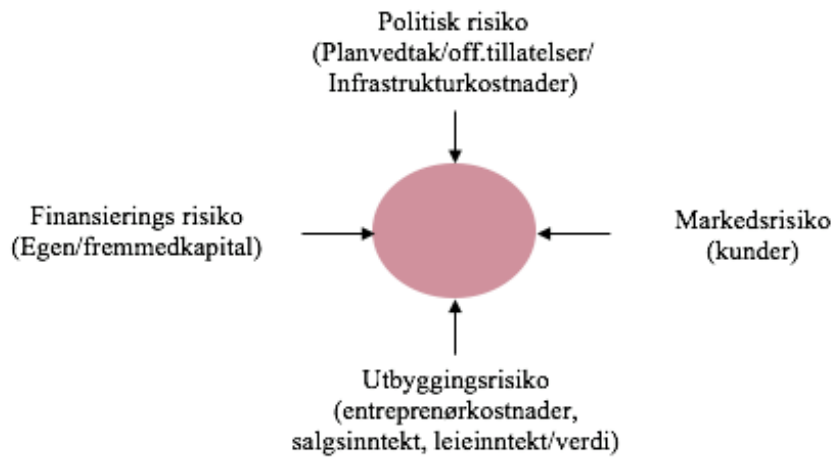 Politisk risiko
(Planvedtak/off.tillatelser/
Infrastrukturkostnader)
Finansierings risiko
(Egen/fremmedkapital)
Markedsrisiko
(kunder)
Utbyggingsrisiko
(entreprenørkostnader,
salgsinntekt, leieinntekt/verdi)